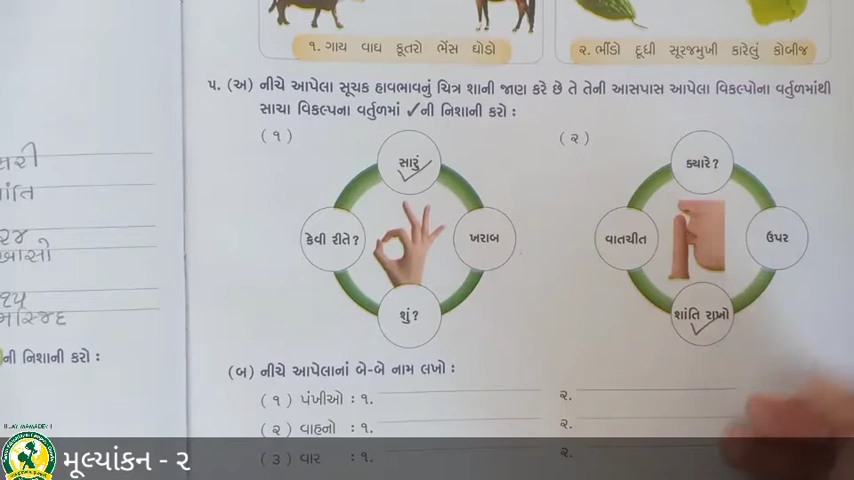 ૧. ગાય વાઘ કૂતરો ભેંસ ઘોડો
૨. ભીંડો દૂધી સૂરજમુખી કારેલું કોબીજ
૫. (અ) નીચે આપેલા સૂચક હાવભાવનું ચિત્ર શાની જાણ કરે છે તે તેની આસપાસ આપેલા વિકલ્પોના વર્તુળમાંથી
સાચા વિકલ્પના વર્તુળમાં ✓ની નિશાની કરો :
(૧)
સારું
કેવી રીતે?
ખરાબ
શું?
(૨)
ક્યારે?
વાતચીત
ઉપર
શાંતિ રાખો
(બ) નીચે આપેલાનાં બે-બે નામ લખો :
(૧) પંખીઓ : ૧. ૨.
(૨) વાહનો : ૧. ૨.
(૩) વાર : ૧. ૨.
ની નિશાની કરો :
મૂલ્યાંકન - ૨